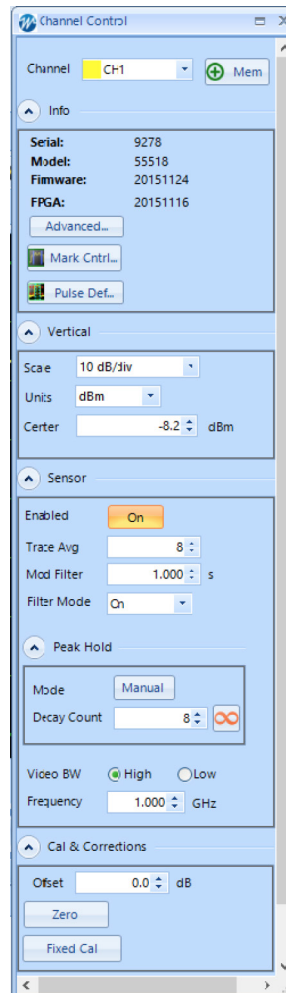 Channel Control
Channel CH1 Mem
Info
Serial: 9278
Model: 55518
Firmware: 20151124
FPGA: 20151116
Advanced...
Mark Cntrl...
Pulse Def...
Vertical
Scale 10 dB/div
Units dBm
Center -8.2 dBm
Sensor
Enabled On
Trace Avg 8
Mod Filter 1.000 s
Filter Mode On
Peak Hold
Mode Manual
Decay Count 8 ∞
Video BW High Low
Frequency 1.000 GHz
Cal & Corrections
Offset 0.0 dB
Zero
Fixed Cal